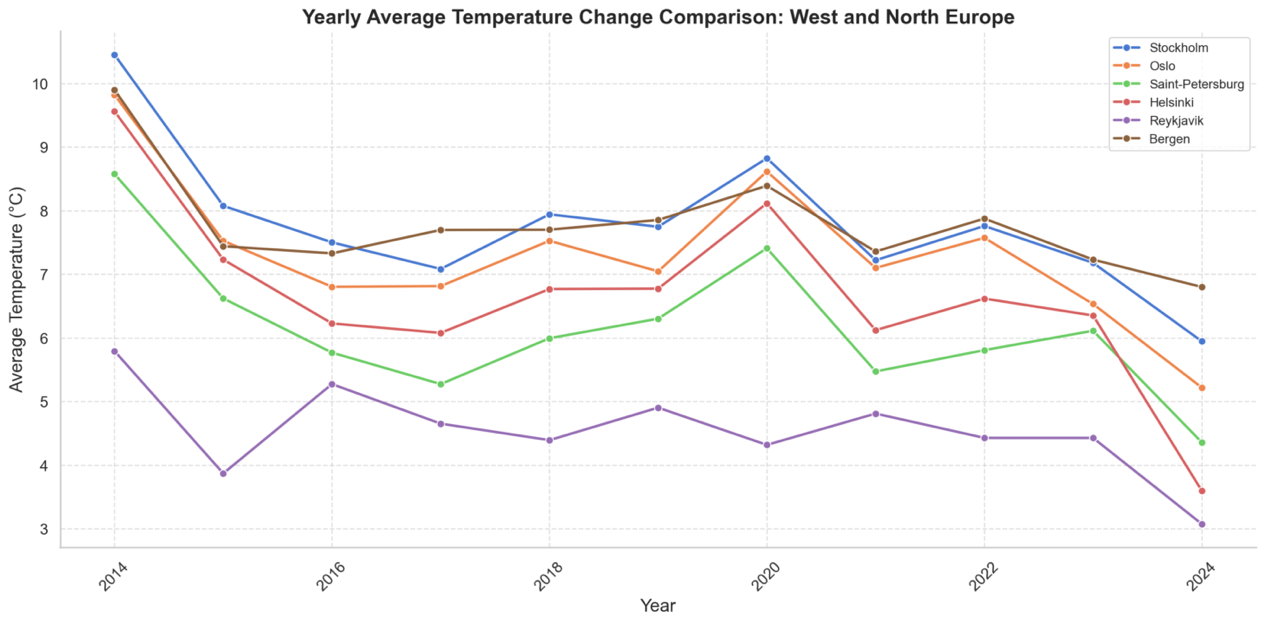 Yearly Average Temperature Change Comparison: West and North Europe
Stockholm
Oslo
Saint-Petersburg
Helsinki
Reykjavik
Bergen
Average Temperature (°C)
10
9
8
7
6
5
4
3
2014
2016
2018
2020
2022
2024
Year